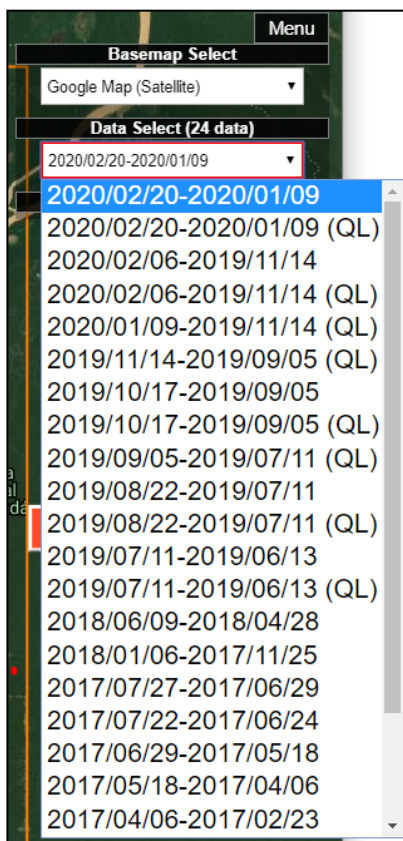 Menu
Basemap Select
Google Map (Satellite)
Data Select (24 data)
2020/02/20-2020/01/09
2020/02/20-2020/01/09
2020/02/20-2020/01/09 (QL)
2020/02/06-2019/11/14
2020/02/06-2019/11/14 (QL)
2020/01/09-2019/11/14 (QL)
2019/11/14-2019/09/05 (QL)
2019/10/17-2019/09/05
2019/10/17-2019/09/05 (QL)
2019/09/05-2019/07/11 (QL)
2019/08/22-2019/07/11
2019/08/22-2019/07/11 (QL)
2019/07/11-2019/06/13
2019/07/11-2019/06/13 (QL)
2018/06/09-2018/04/28
2018/01/06-2017/11/25
2017/07/27-2017/06/29
2017/07/22-2017/06/24
2017/06/29-2017/05/18
2017/05/18-2017/04/06
2017/04/06-2017/02/23